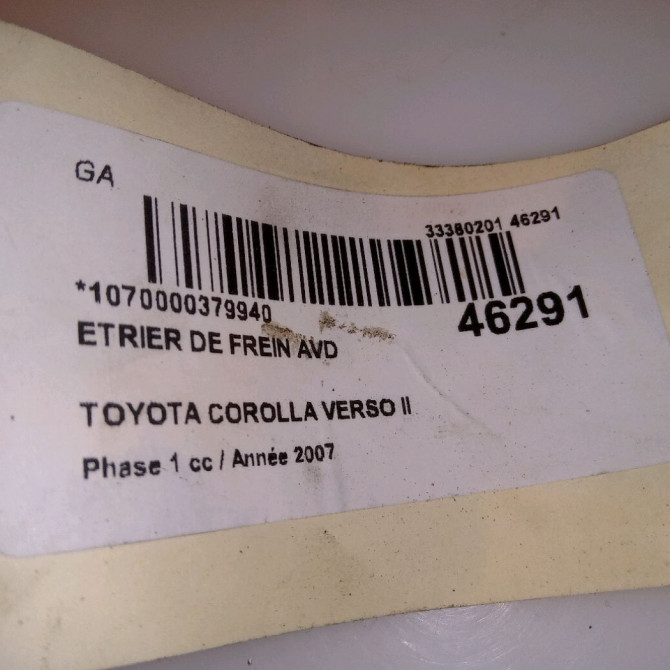 GA
33380201 46291
*1070000379940
46291
ETRIER DE FREIN AVD
TOYOTA COROLLA VERSO II
Phase 1 cc / Année 2007